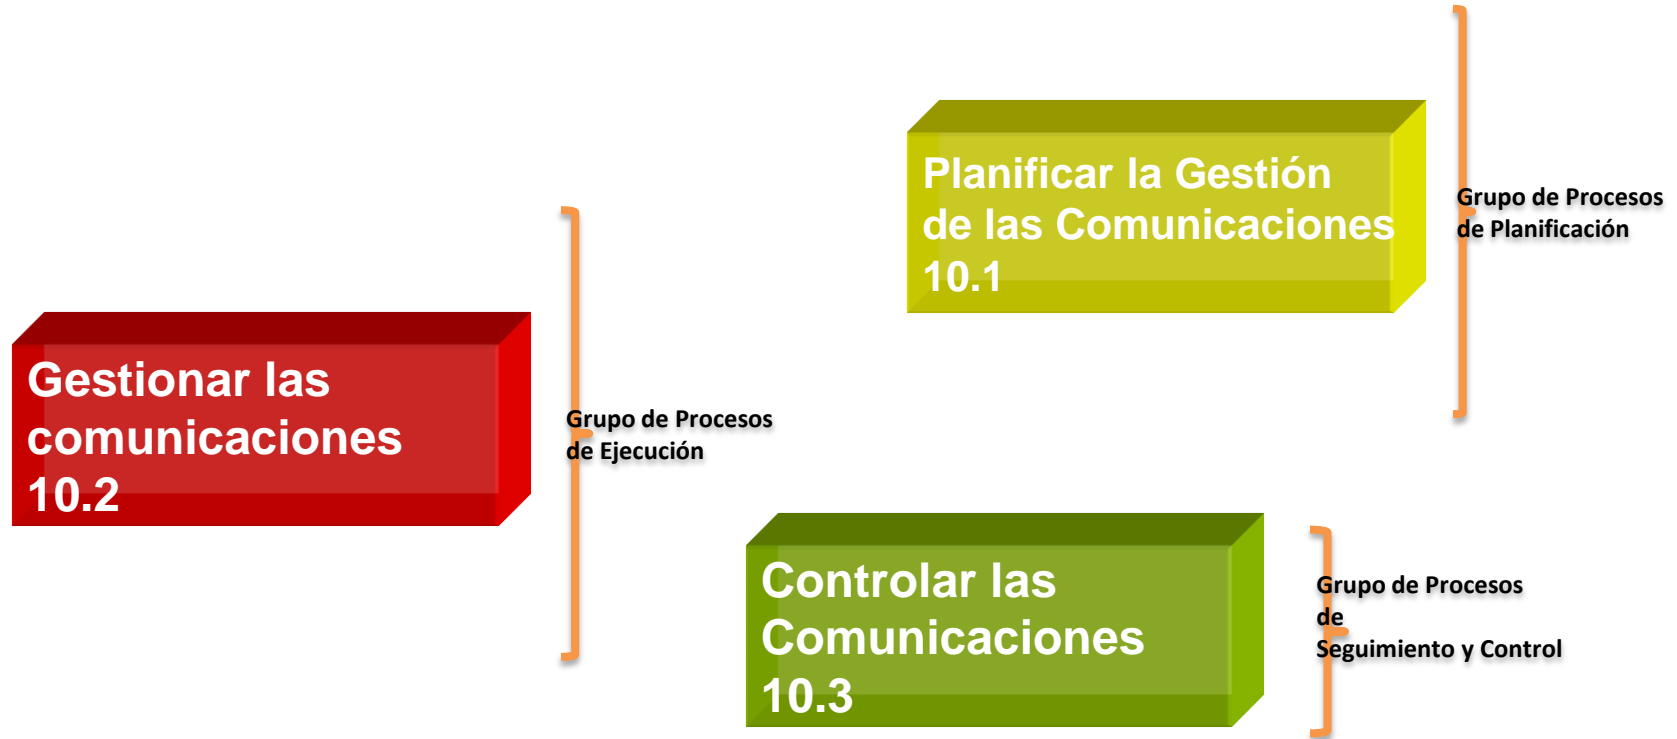 Planificar la Gestión
de las Comunicaciones
10.1
Grupo de Procesos
de Planificación
Gestionar las
comunicaciones
10.2
Grupo de Procesos
de Ejecución
Controlar las
Comunicaciones
10.3
Grupo de Procesos
de
Seguimiento y Control